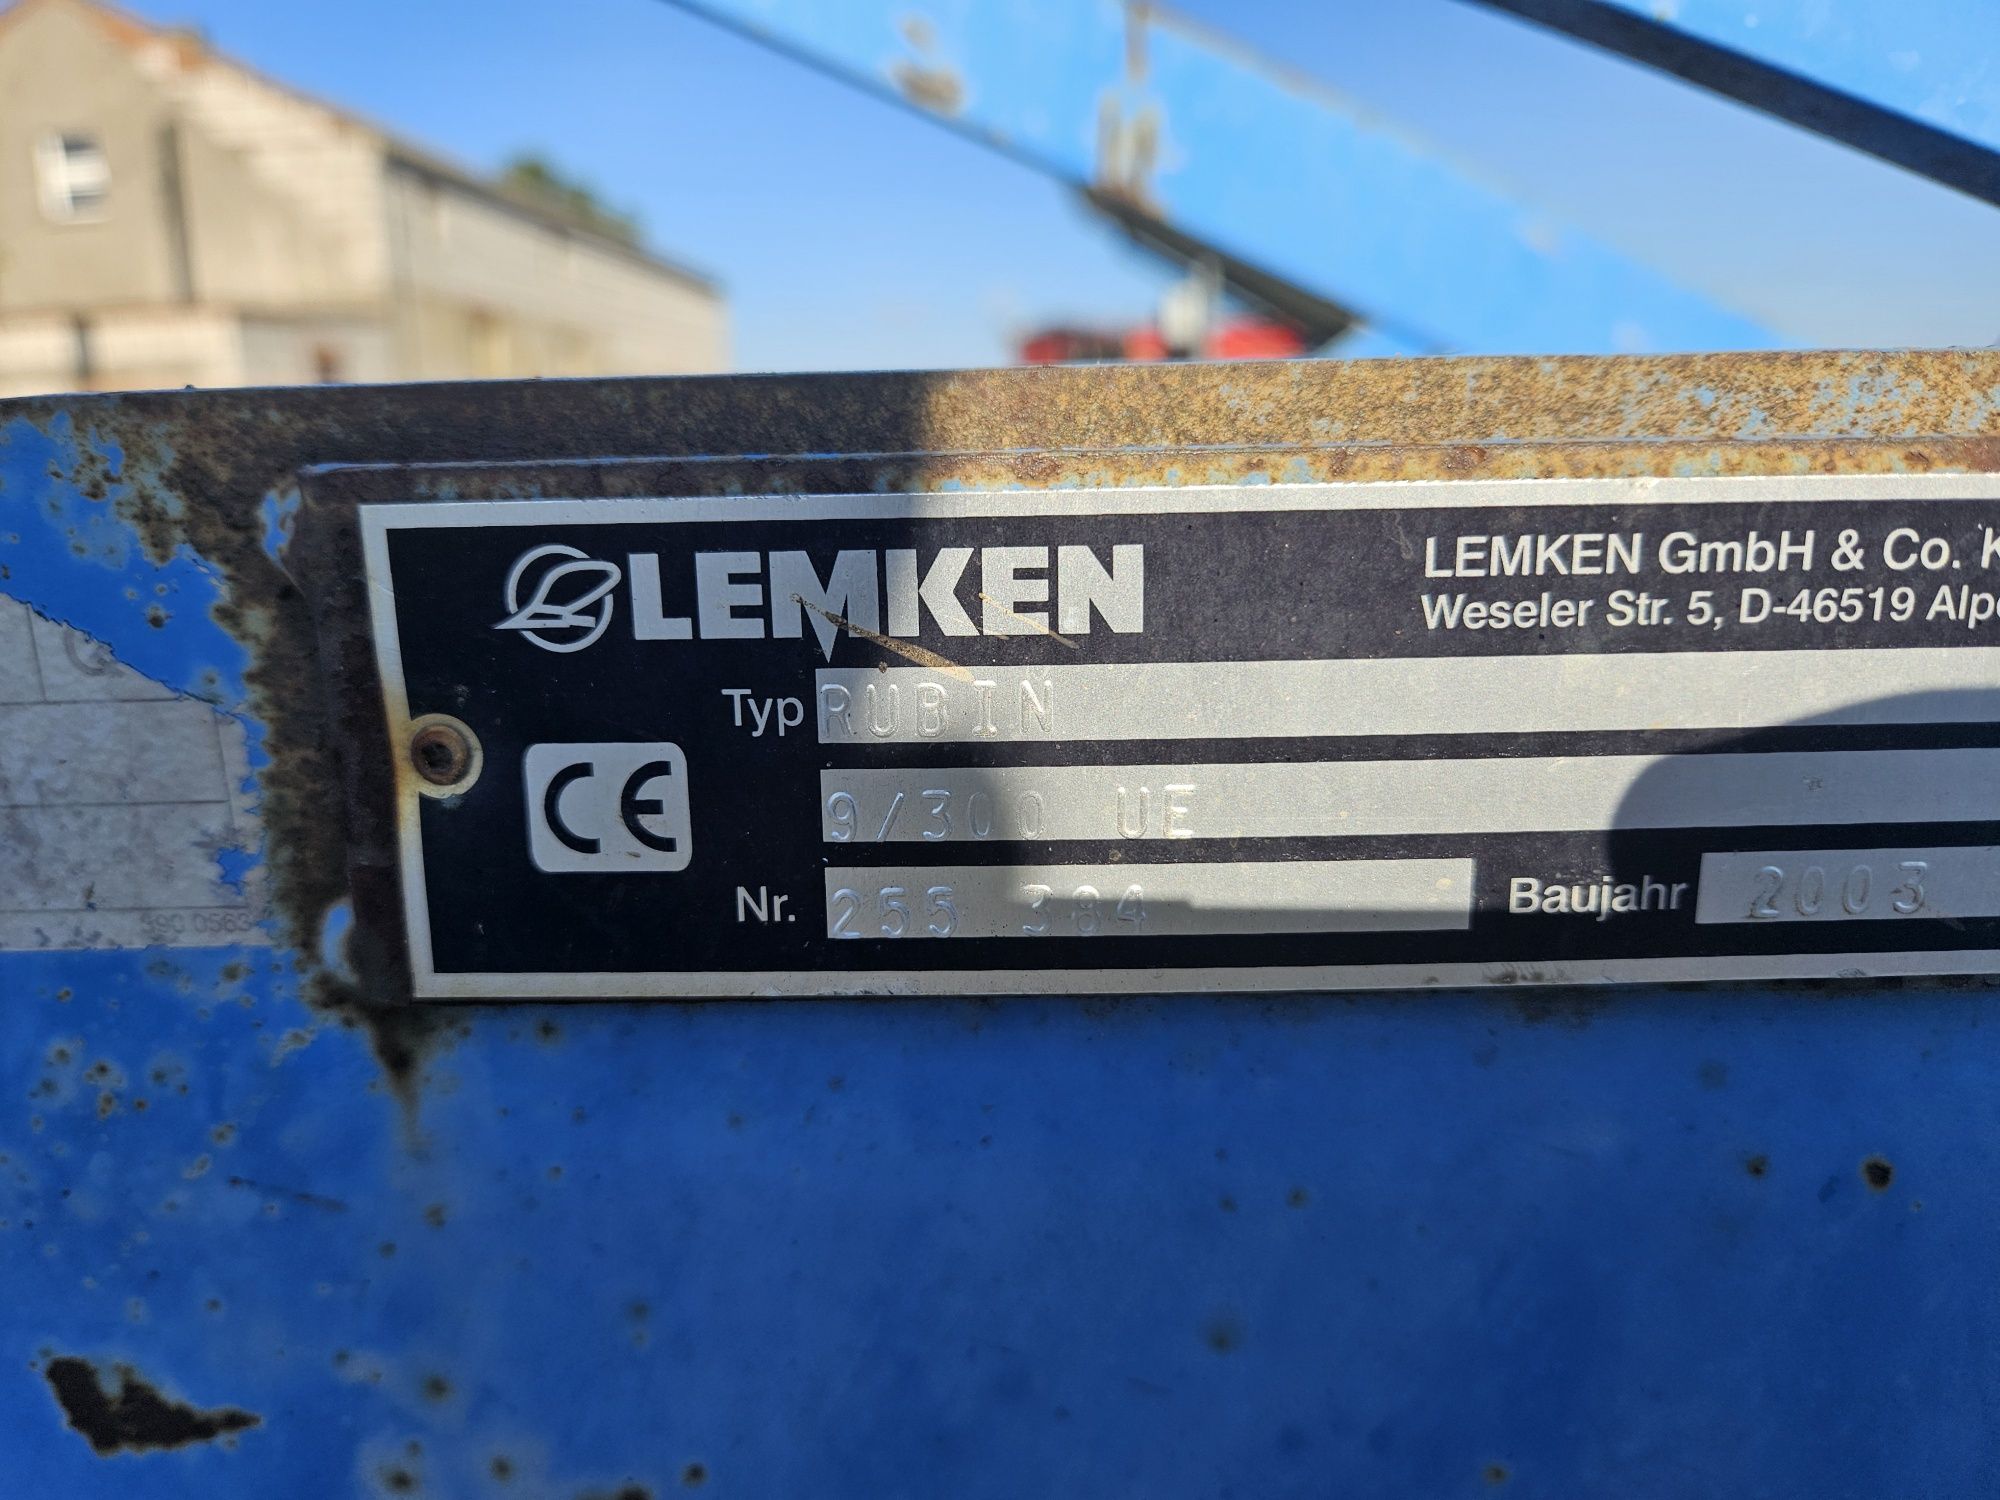 LEMKEN
LEMKEN GmbH & Co. K
Weseler Str. 5, D-46519 Alpe
Typ RUBIN
9/300 UE
CE
Nr. 255 384
Baujahr 2003